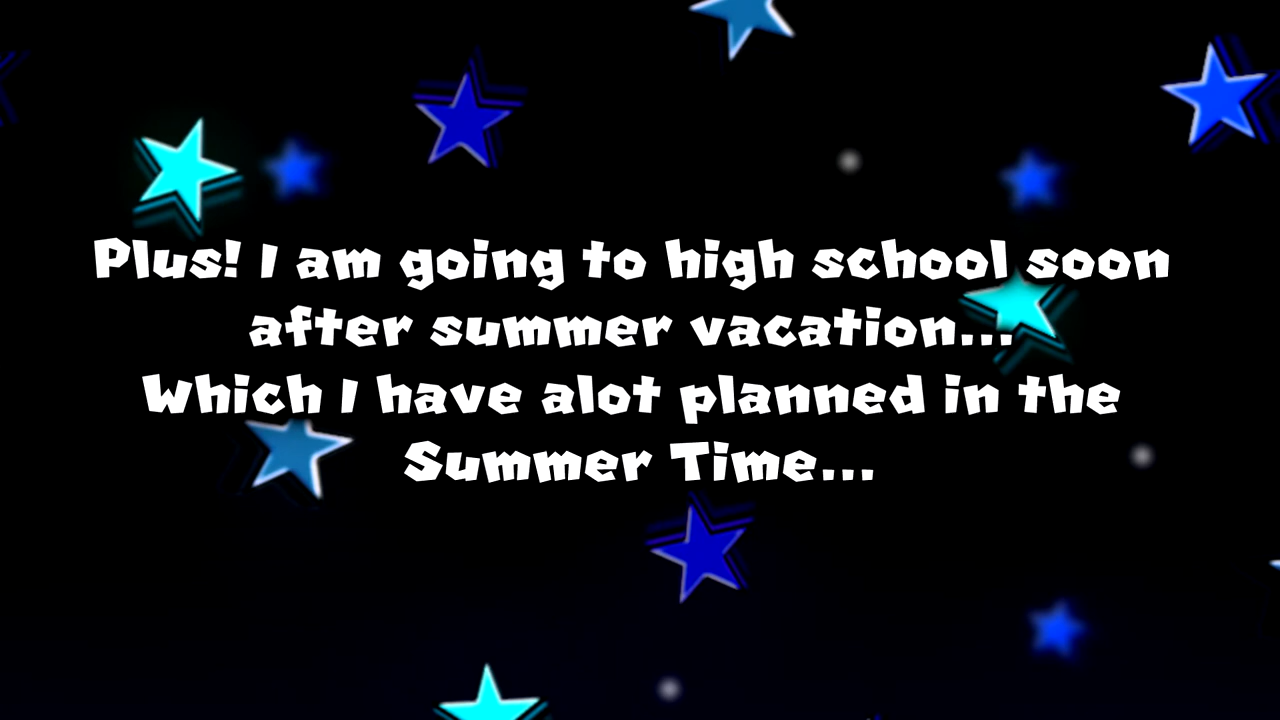 Plus! I am going to high school soon
after summer vacation...
Which I have alot planned in the
Summer Time...